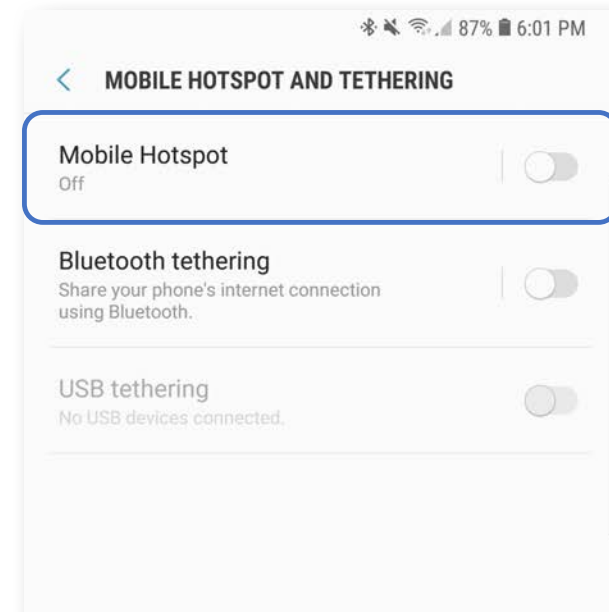 87% 6:01 PM
MOBILE HOTSPOT AND TETHERING
Mobile Hotspot
Off
Bluetooth tethering
Share your phone's internet connection
using Bluetooth.
USB tethering
No USB devices connected.